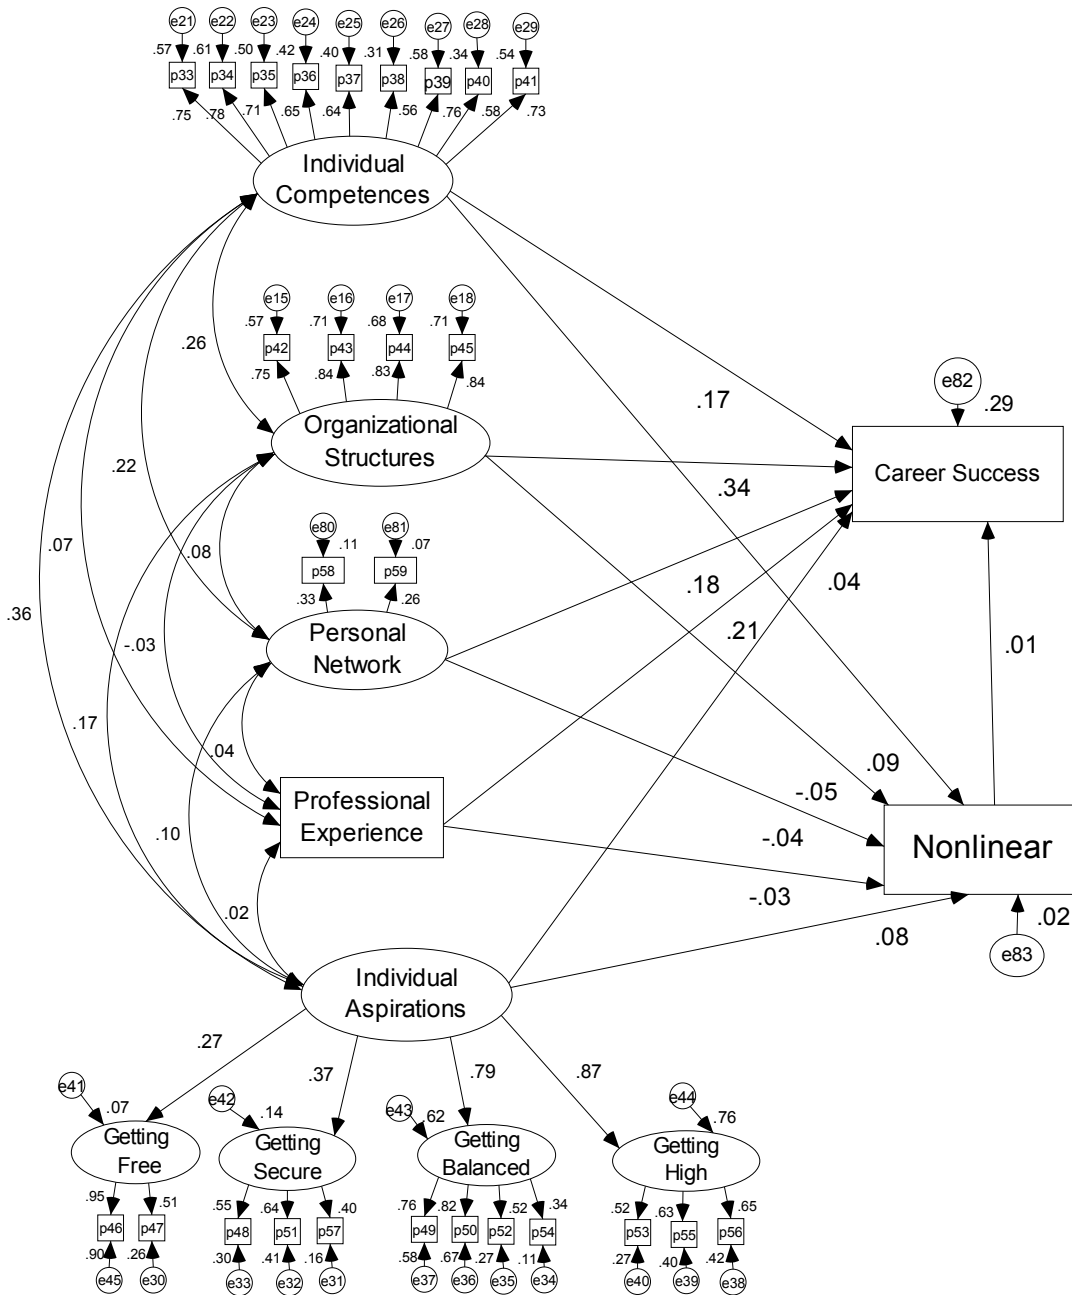 e21 e22 e23 e24 e25 e26 e27 e28 e29
.57 .61 .50 .42 .40 .31 .58 .34 .54
p33 p34 p35 p36 p37 p38 p39 p40 p41
.75 .78 .71 .65 .64 .56 .76 .58 .73
Individual
Competences
e15 e16 e17 e18
.57 .71 .68 .71
p42 p43 p44 p45
.75 .84 .83 .84
.26
Organizational
Structures
.17
e82
.29
Career Success
.34
.22
e80 e81
.11 .07
p58 p59
.33 .26
.07
.08
.18
.04
.36
-.03
Personal
Network
.21
.01
.17
.04
.09
-.05
Professional
Experience
.10
-.04
Nonlinear
.02
-.03
.08
.02
e83
Individual
Aspirations
.27
.37
.79
.87
e41
.07
Getting
Free
.95 .51
p46 p47
.90 .26
e45 e30
e42
.14
Getting
Secure
.55 .64 .40
p48 p51 p57
.30 .41 .16
e33 e32 e31
e43
.62
Getting
Balanced
.76 .82 .52 .34
p49 p50 p52 p54
.58 .67 .27 .11
e37 e36 e35 e34
e44
.76
Getting
High
.52 .63 .65
p53 p55 p56
.27 .40 .42
e40 e39 e38